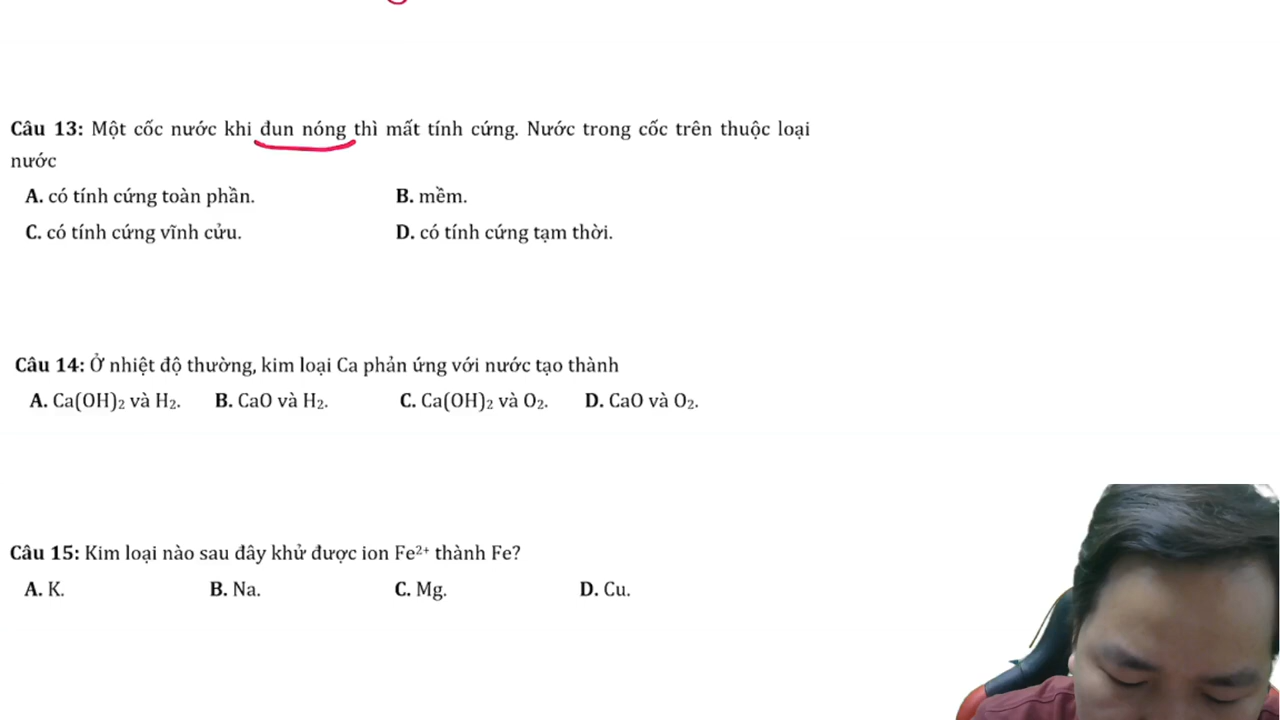 Câu 13: Một cốc nước khi đun nóng thì mất tính cứng. Nước trong cốc trên thuộc loại
nước
A. có tính cứng toàn phần. B. mềm.
C. có tính cứng vĩnh cửu. D. có tính cứng tạm thời.
Câu 14: Ở nhiệt độ thường, kim loại Ca phản ứng với nước tạo thành
A. Ca(OH)₂ và H₂. B. CaO và H₂. C. Ca(OH)₂ và O₂. D. CaO và O₂.
Câu 15: Kim loại nào sau đây khử được ion Fe²⁺ thành Fe?
A. K. B. Na. C. Mg. D. Cu.